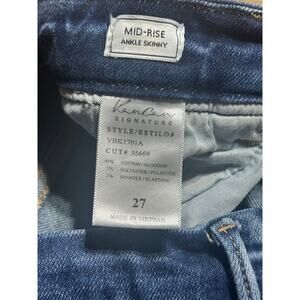 MID-RISE
ANKLE SKINNY
KanCan
SIGNATURE
STYLE/ESTILO#
VBK1701A
CUT# 35669
COTTON/ALGODON
POLYESTER/POLIESTER
SPANDEX/ELASTANO
27
MADE IN VIETNAM